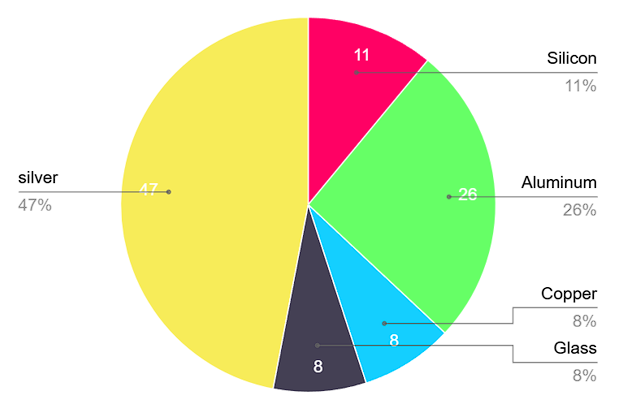 11
Silicon
11%
silver
47%
47
26
Aluminum
26%
Copper
8%
8
Glass
8%
8